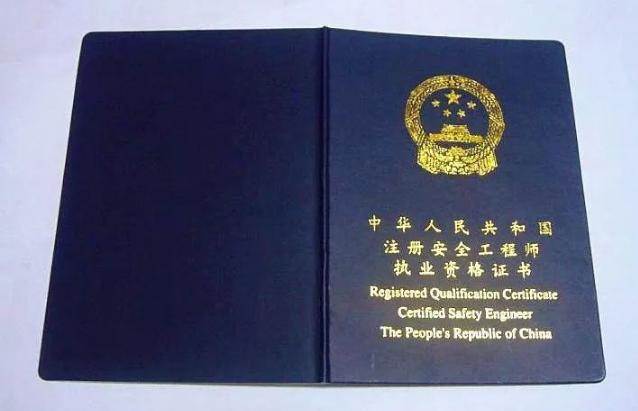 中华人民共和国
注册安全工程师
执业资格证书
Registered Qualification Certificate
Certified Safety Engineer
The People's Republic of China